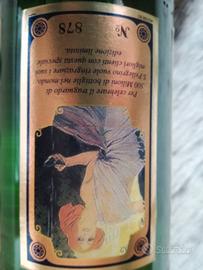 Per celebrare il traguardo di
500 Milioni di bottiglie nel mondo,
S.Pellegrino vuole ringraziare i suoi
migliori clienti con questa speciale
edizione limitata.
N° 878